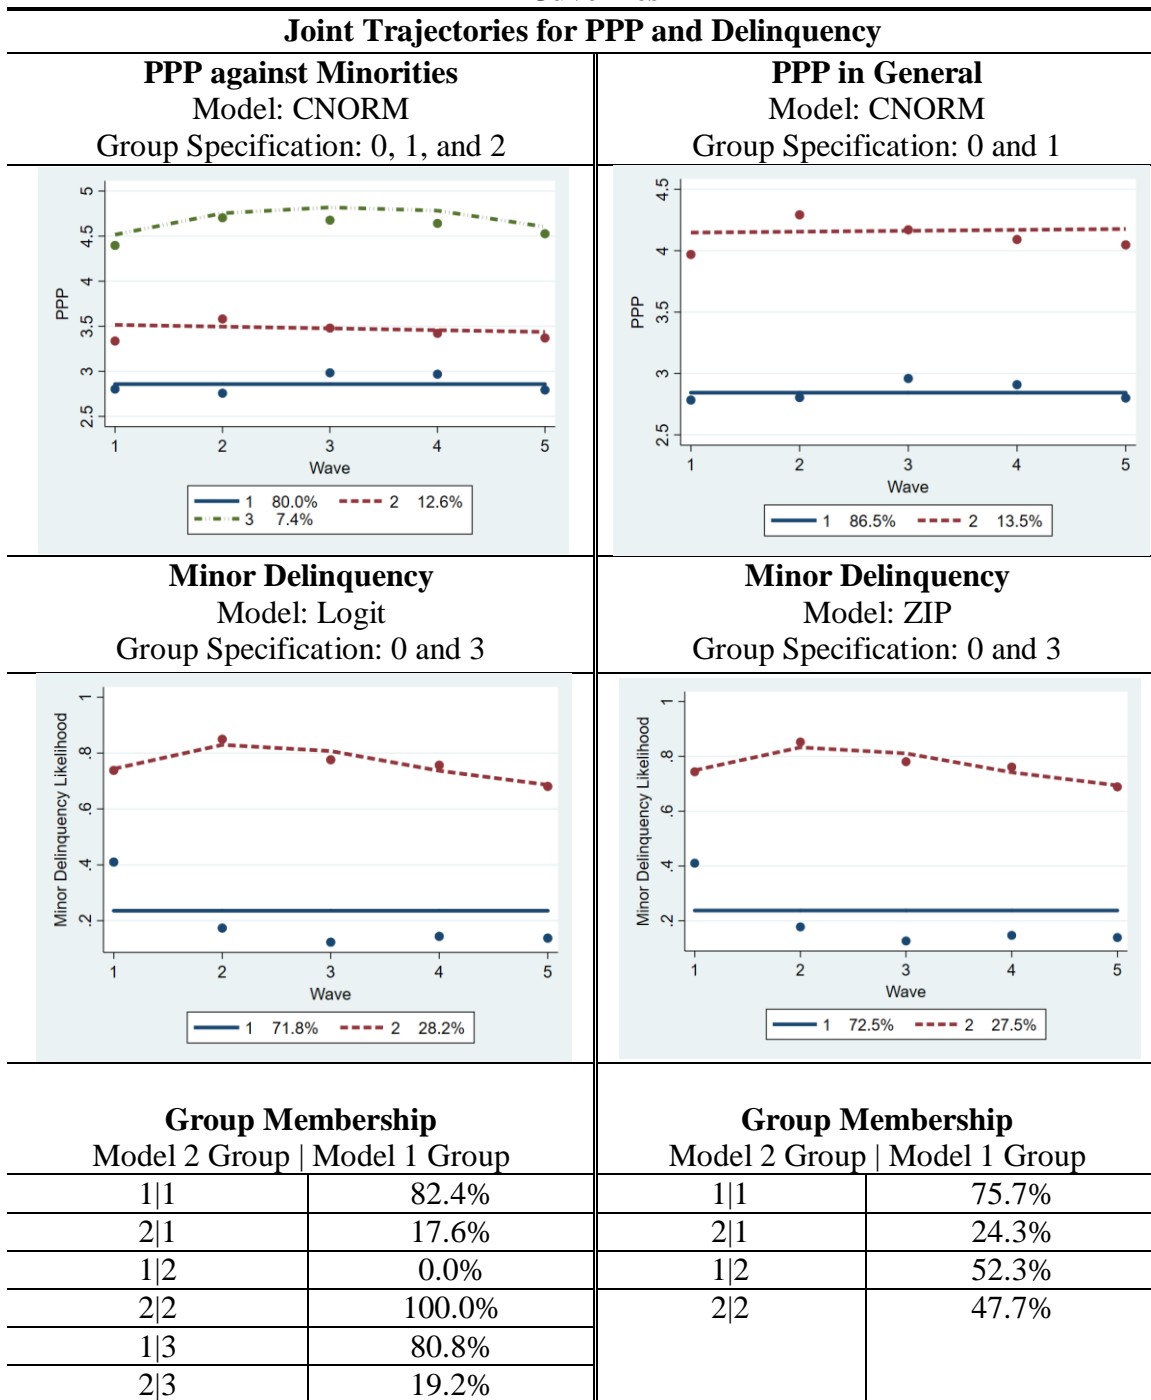 Joint Trajectories for PPP and Delinquency
PPP against Minorities
Model: CNORM
Group Specification: 0, 1, and 2
PPP in General
Model: CNORM
Group Specification: 0 and 1
5
4.5
4
3.5
3
2.5
PPP
1 2 3 4 5
Wave
1 80.0% 2 12.6%
3 7.4%
4.5
4
3.5
3
2.5
PPP
1 2 3 4 5
Wave
1 86.5% 2 13.5%
Minor Delinquency
Model: Logit
Group Specification: 0 and 3
Minor Delinquency
Model: ZIP
Group Specification: 0 and 3
1
.8
.6
.4
.2
Minor Delinquency Likelihood
1 2 3 4 5
Wave
1 71.8% 2 28.2%
1
.8
.6
.4
.2
Minor Delinquency Likelihood
1 2 3 4 5
Wave
1 72.5% 2 27.5%
Group Membership
Model 2 Group | Model 1 Group
1|1 82.4%
2|1 17.6%
1|2 0.0%
2|2 100.0%
1|3 80.8%
2|3 19.2%
Group Membership
Model 2 Group | Model 1 Group
1|1 75.7%
2|1 24.3%
1|2 52.3%
2|2 47.7%